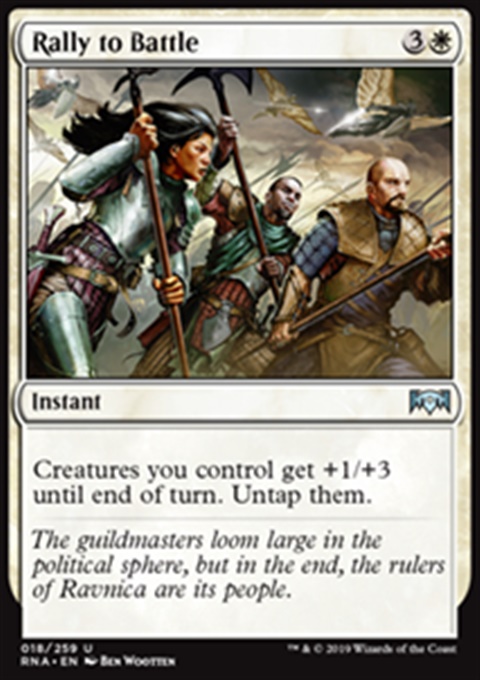 Rally to Battle 3
Instant
Creatures you control get +1/+3
until end of turn. Untap them.
The guildmasters loom large in the
political sphere, but in the end, the rulers
of Ravnica are its people.
018/259 U
RNA • EN Ben Wootten
™ & © 2019 Wizards of the Coast